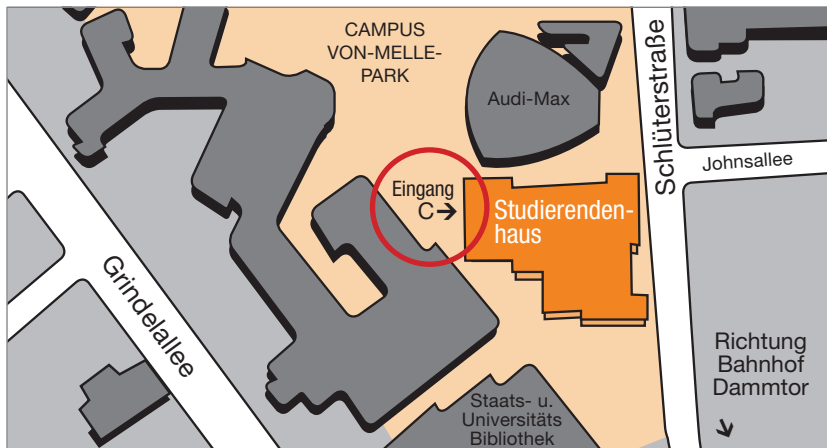 CAMPUS
VON-MELLE-
PARK
Audi-Max
Schlüterstraße
Johnsallee
Eingang
C→
Studierenden-
haus
Grindelallee
Richtung
Bahnhof
Dammtor
Staats- u.
Universitäts
Bibliothek